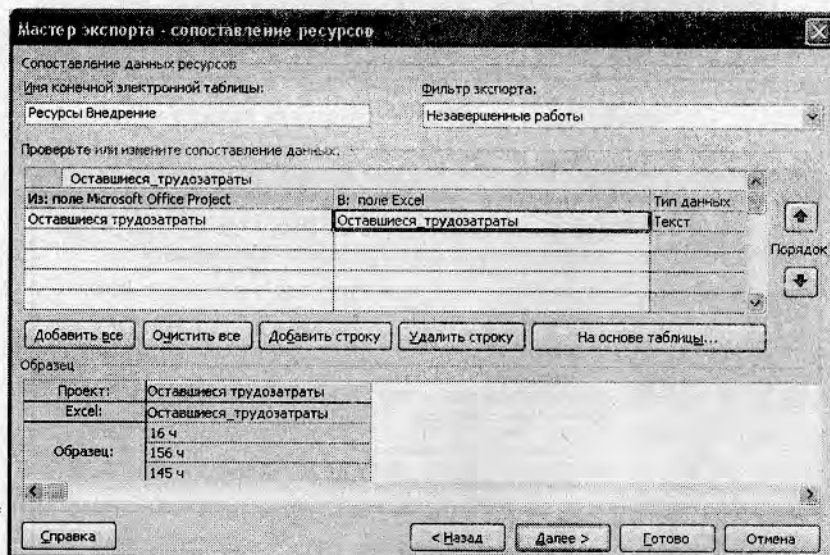 Мастер экспорта - сопоставление ресурсов
Сопоставление данных ресурсов
Имя конечной электронной таблицы:
Фильтр экспорта:
Ресурсы Внедрение
Незавершенные работы
Проверьте или измените сопоставление данных:
Оставшиеся_трудозатраты
Из: поле Microsoft Office Project
В: поле Excel
Тип данных
Оставшиеся трудозатраты
Оставшиеся_трудозатраты
Текст
Порядок
Добавить все
Очистить все
Добавить строку
Удалить строку
На основе таблицы...
Образец
Проект:
Оставшиеся трудозатраты
Excel:
Оставшиеся_трудозатраты
Образец:
16 ч
156 ч
145 ч
Справка
< Назад
Далее >
Готово
Отмена